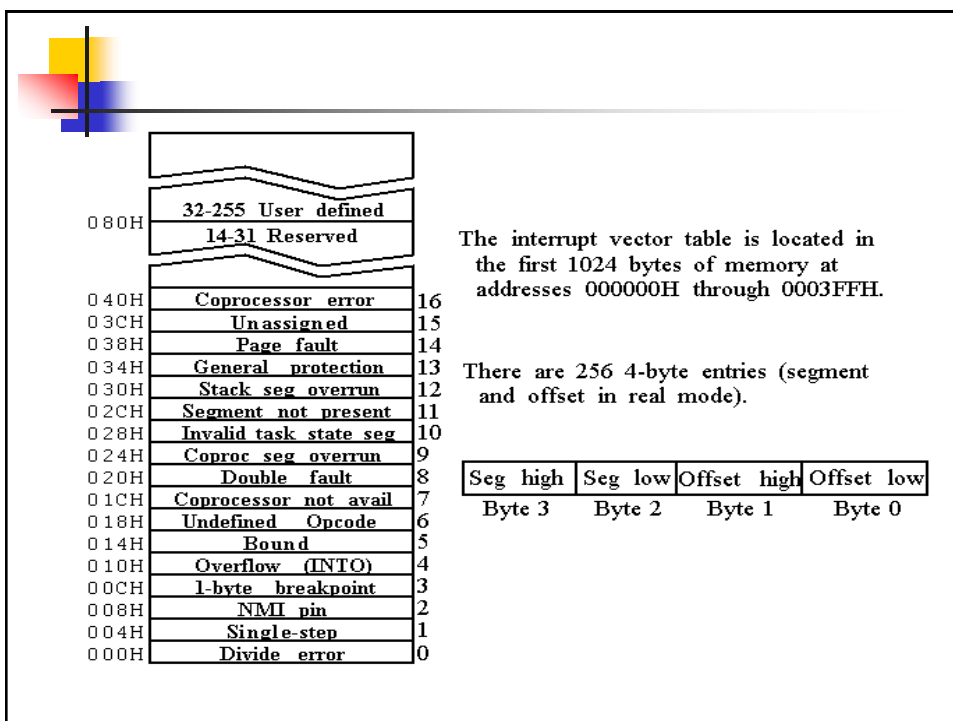 080H 32-255 User defined
14-31 Reserved
040H Coprocessor error 16
03CH Unassigned 15
038H Page fault 14
034H General protection 13
030H Stack seg overrun 12
02CH Segment not present 11
028H Invalid task state seg 10
024H Coproc seg overrun 9
020H Double fault 8
01CH Coprocessor not avail 7
018H Undefined Opcode 6
014H Bound 5
010H Overflow (INTO) 4
00CH 1-byte breakpoint 3
008H NMI pin 2
004H Single-step 1
000H Divide error 0
The interrupt vector table is located in
the first 1024 bytes of memory at
addresses 000000H through 0003FFH.
There are 256 4-byte entries (segment
and offset in real mode).
Seg high Seg low Offset high Offset low
Byte 3 Byte 2 Byte 1 Byte 0